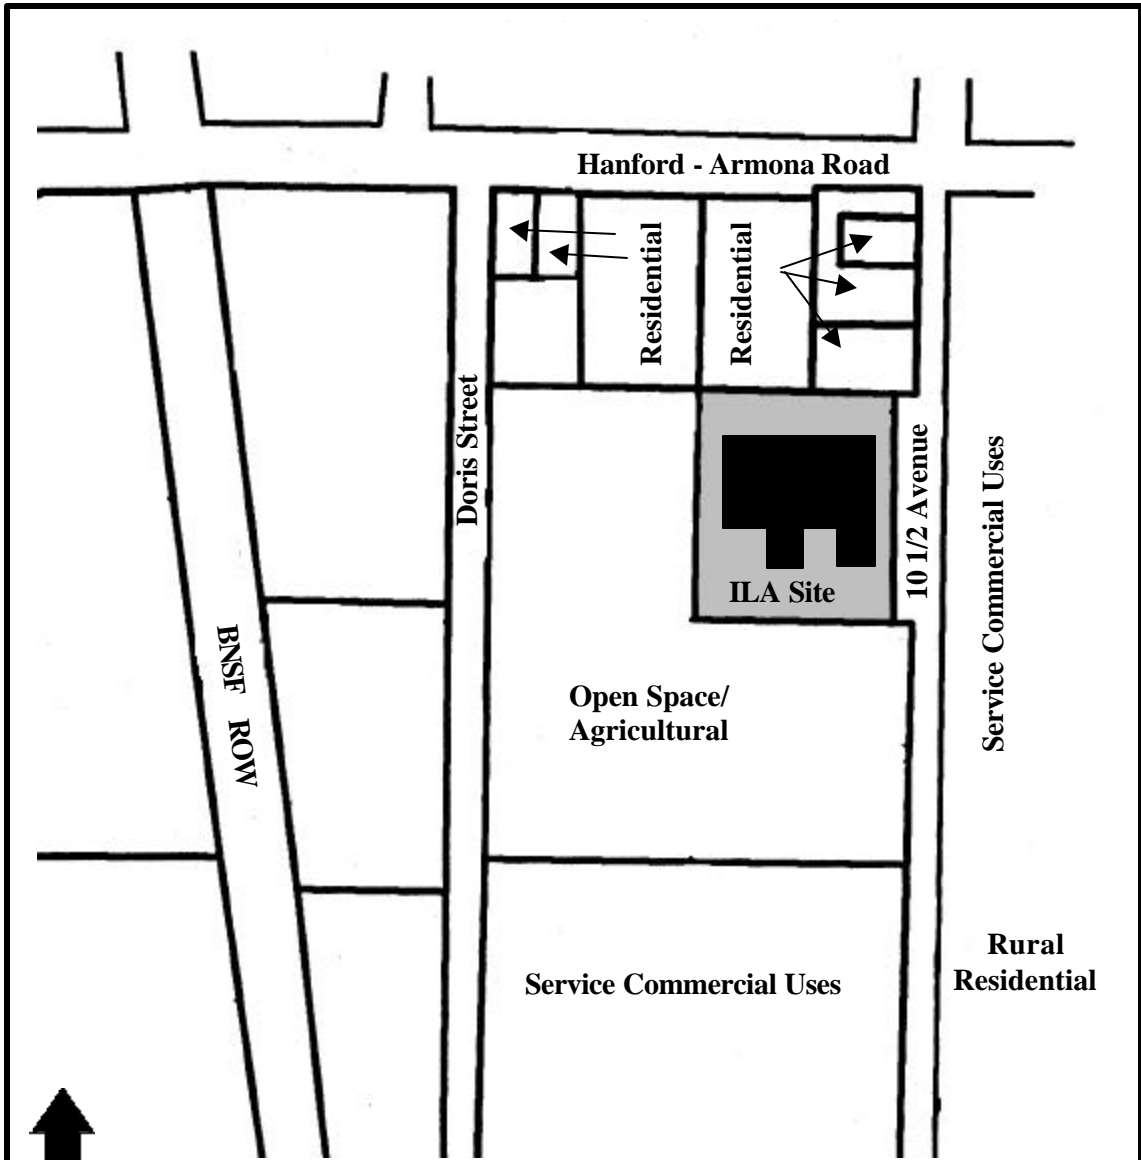 Hanford - Armona Road
Residential
Residential
Doris Street
10 1/2 Avenue
Service Commercial Uses
ILA Site
BNSF ROW
Open Space/
Agricultural
Rural
Residential
Service Commercial Uses